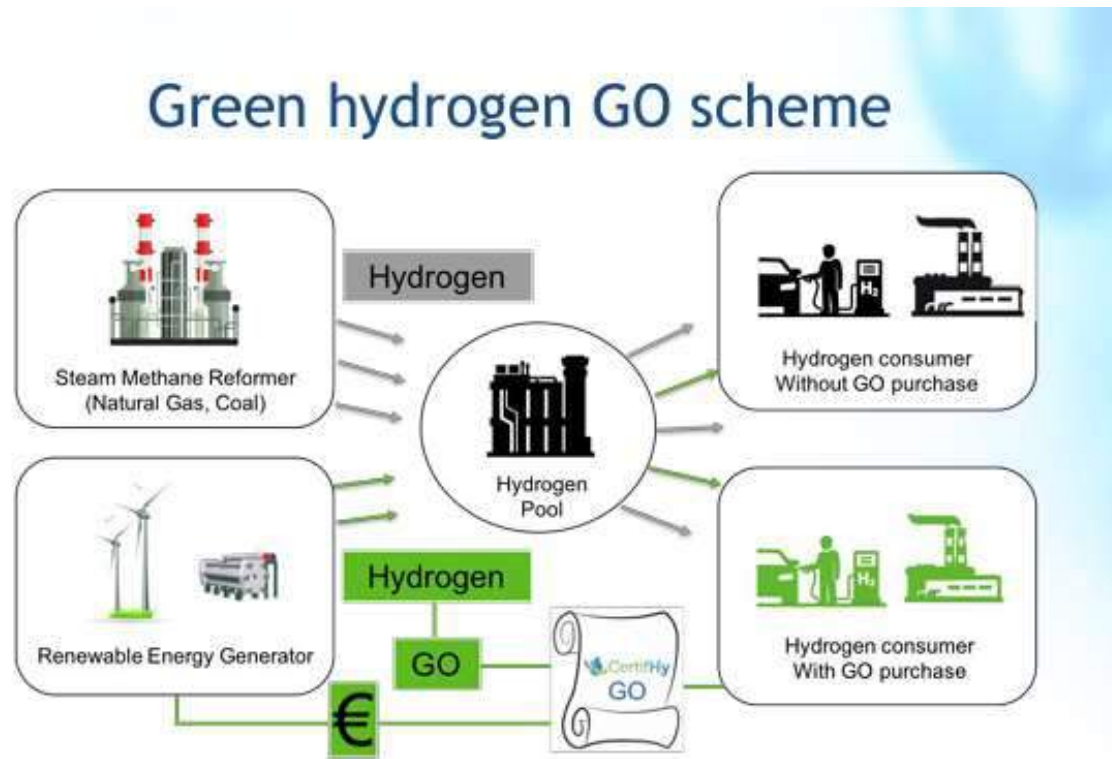 Green hydrogen GO scheme
Hydrogen
Steam Methane Reformer
(Natural Gas, Coal)
H₂
Hydrogen consumer
Without GO purchase
Hydrogen
Pool
Renewable Energy Generator
Hydrogen
GO
€
CertifHy
GO
H₂
Hydrogen consumer
With GO purchase